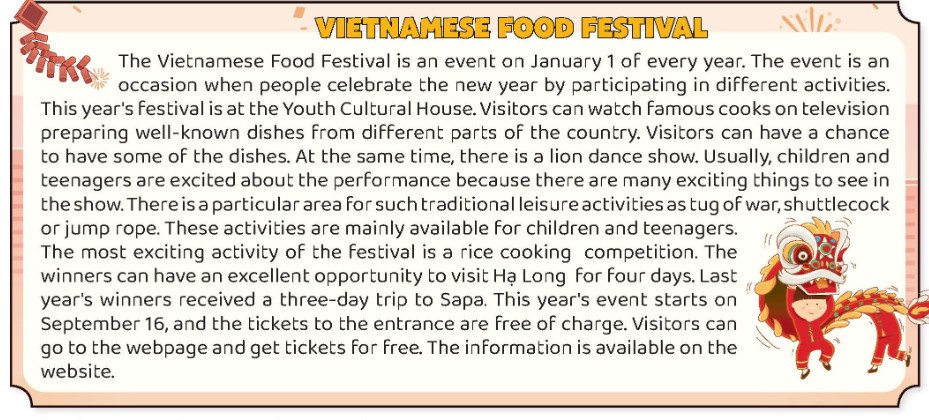 VIETNAMESE FOOD FESTIVAL
The Vietnamese Food Festival is an event on January 1 of every year. The event is an
occasion when people celebrate the new year by participating in different activities.
This year's festival is at the Youth Cultural House. Visitors can watch famous cooks on television
preparing well-known dishes from different parts of the country. Visitors can have a chance
to have some of the dishes. At the same time, there is a lion dance show. Usually, children and
teenagers are excited about the performance because there are many exciting things to see in
the show. There is a particular area for such traditional leisure activities as tug of war, shuttlecock
or jump rope. These activities are mainly available for children and teenagers.
The most exciting activity of the festival is a rice cooking competition. The
winners can have an excellent opportunity to visit Hạ Long for four days. Last
year's winners received a three-day trip to Sapa. This year's event starts on
September 16, and the tickets to the entrance are free of charge. Visitors can
go to the webpage and get tickets for free. The information is available on the
website.